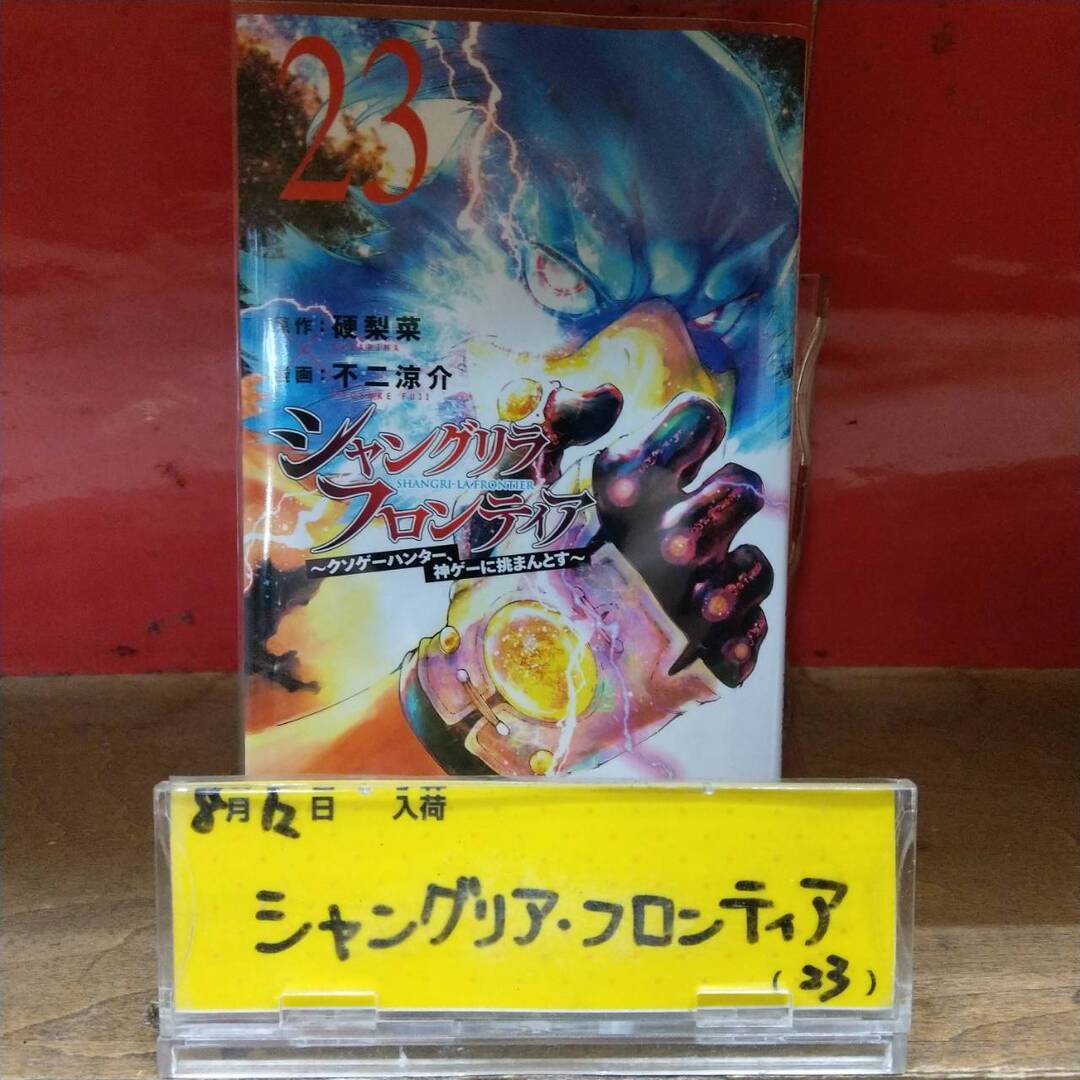 23
原作:硬梨菜
漫画:不二涼介
シャングリラ
SHANGRI-LA FRONTIER
フロンティア
～クソゲーハンター、
神ゲーに挑まんとす～
8月12日 入荷
シャングリア・フロンティア
(23)